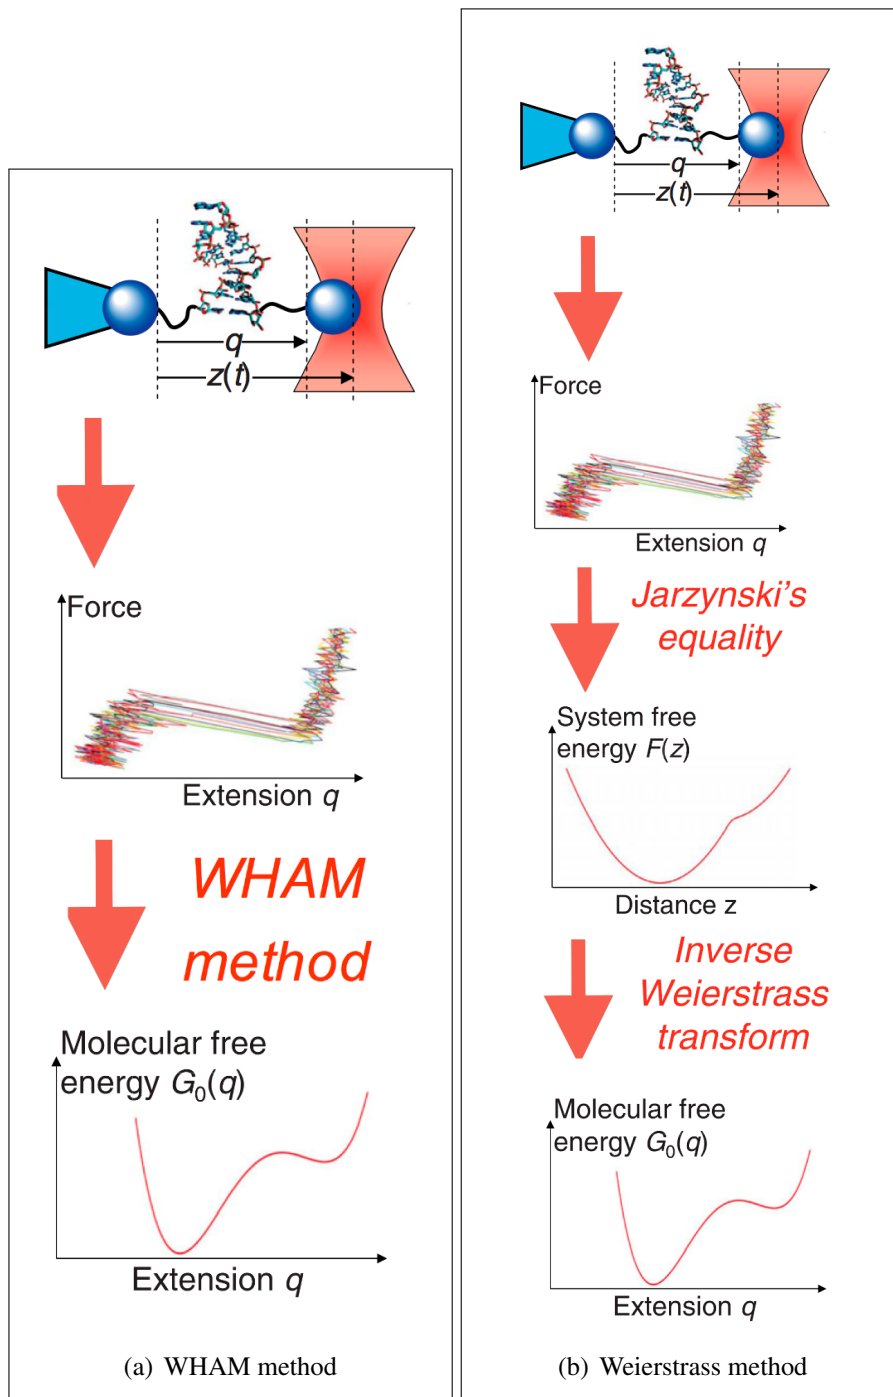 q
z(t)
Force
Extension q
WHAM
method
Molecular free
energy G₀(q)
Extension q
(a) WHAM method
q
z(t)
Force
Extension q
Jarzynski's
equality
System free
energy F(z)
Distance z
Inverse
Weierstrass
transform
Molecular free
energy G₀(q)
Extension q
(b) Weierstrass method